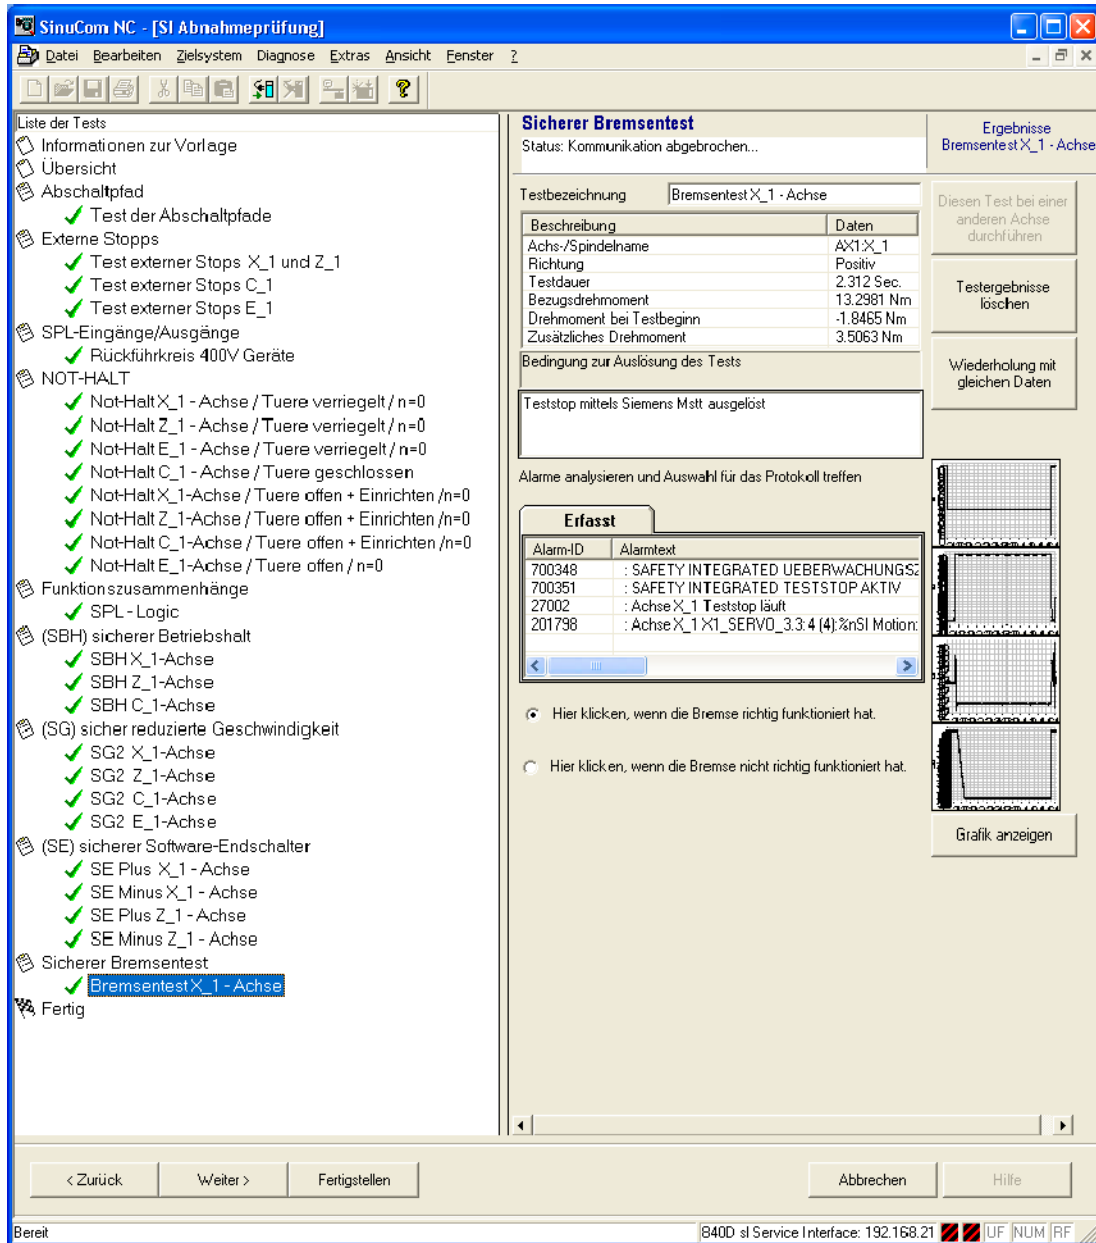 SinuCom NC - [SI Abnahmeprüfung]
Datei Bearbeiten Zielsystem Diagnose Extras Ansicht Fenster ?
Liste der Tests
Informationen zur Vorlage
Übersicht
Abschaltpfad
Test der Abschaltpfade
Externe Stopps
Test externer Stops X_1 und Z_1
Test externer Stops C_1
Test externer Stops E_1
SPL-Eingänge/Ausgänge
Rückführkreis 400V Geräte
NOT-HALT
Not-Halt X_1 - Achse / Tuere verriegelt / n=0
Not-Halt Z_1 - Achse / Tuere verriegelt / n=0
Not-Halt E_1 - Achse / Tuere verriegelt / n=0
Not-Halt C_1 - Achse / Tuere geschlossen
Not-Halt X_1-Achse / Tuere offen + Einrichten /n=0
Not-Halt Z_1-Achse / Tuere offen + Einrichten /n=0
Not-Halt C_1-Achse / Tuere offen + Einrichten /n=0
Not-Halt E_1-Achse / Tuere offen / n=0
Funktionszusammenhänge
SPL - Logic
(SBH) sicherer Betriebshalt
SBH X_1-Achse
SBH Z_1-Achse
SBH C_1-Achse
(SG) sicher reduzierte Geschwindigkeit
SG2 X_1-Achse
SG2 Z_1-Achse
SG2 C_1-Achse
SG2 E_1-Achse
(SE) sicherer Software-Endschalter
SE Plus X_1 - Achse
SE Minus X_1 - Achse
SE Plus Z_1 - Achse
SE Minus Z_1 - Achse
Sicherer Bremsentest
Bremsentest X_1 - Achse
Fertig
Sicherer Bremsentest
Status: Kommunikation abgebrochen...
Ergebnisse
Bremsentest X_1 - Achse
Testbezeichnung Bremsentest X_1 - Achse
Beschreibung Daten
Achs-/Spindelname AX1:X_1
Richtung Positiv
Testdauer 2.312 Sec.
Bezugsdrehmoment 13.2981 Nm
Drehmoment bei Testbeginn -1.8465 Nm
Zusätzliches Drehmoment 3.5063 Nm
Bedingung zur Auslösung des Tests
Teststop mittels Siemens Mstt ausgelöst
Alarme analysieren und Auswahl für das Protokoll treffen
Erfasst
Alarm-ID Alarmtext
700348 : SAFETY INTEGRATED UEBERWACHUNGSZ
700351 : SAFETY INTEGRATED TESTSTOP AKTIV
27002 : Achse X_1 Teststop läuft
201798 : Achse X_1 X1_SERVO_3.3:4 (4):%nSI Motion:
Hier klicken, wenn die Bremse richtig funktioniert hat.
Hier klicken, wenn die Bremse nicht richtig funktioniert hat.
Diesen Test bei einer
anderen Achse
durchführen
Testergebnisse
löschen
Wiederholung mit
gleichen Daten
Grafik anzeigen
< Zurück Weiter > Fertigstellen Abbrechen Hilfe
Bereit 840D sl Service Interface: 192.168.21 UF NUM RF